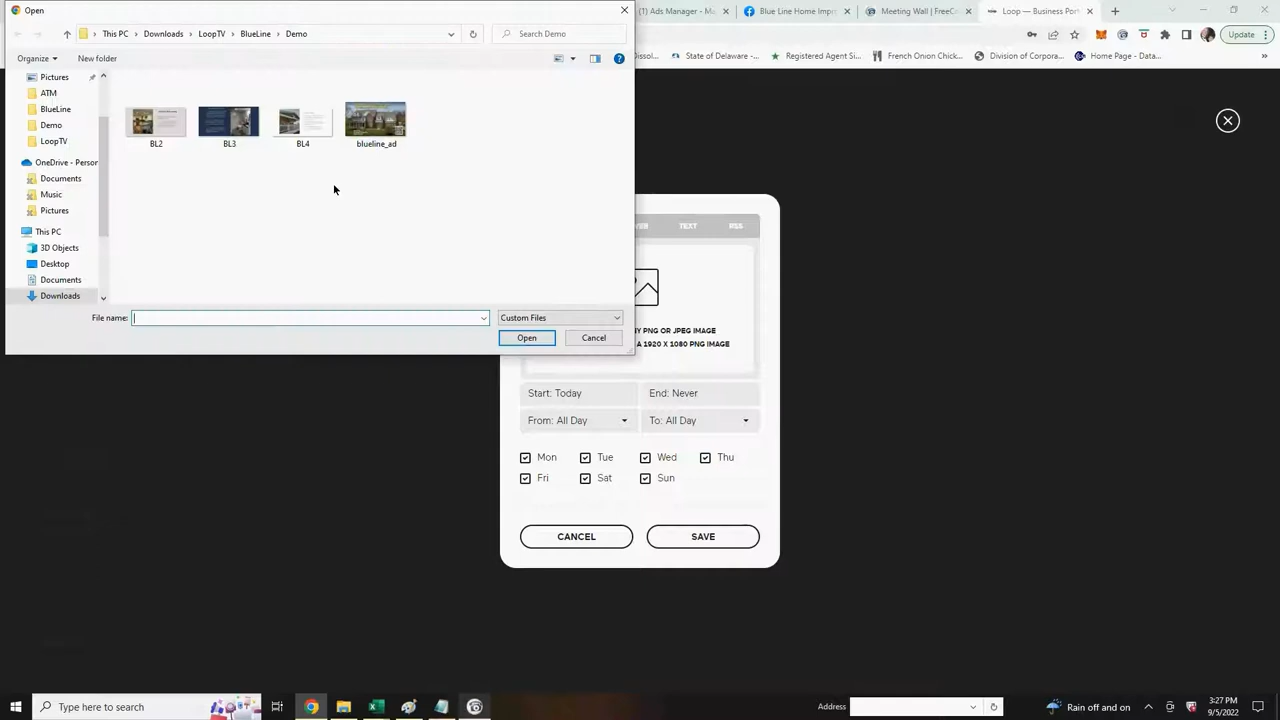 Open
(1) Ads Manager - Mu
Blue Line Home Impr
Meeting Wall | FreeC
Loop — Business Por
This PC > Downloads > LoopTV > BlueLine > Demo
Search Demo
Update
Dissol
State of Delaware -...
Registered Agent Si...
French Onion Chick...
Division of Corpora...
Home Page - Data...
Organize
New folder
Pictures
ATM
BlueLine
Demo
LoopTV
OneDrive - Person
Documents
Music
Pictures
This PC
3D Objects
Desktop
Documents
Downloads
BL2
BL3
BL4
blueline_ad
File name:
Custom Files
Open
Cancel
TEXT
RSS
NY PNG OR JPEG IMAGE
A 1920 X 1080 PNG IMAGE
Start: Today
End: Never
From: All Day
To: All Day
Mon
Tue
Wed
Thu
Fri
Sat
Sun
CANCEL
SAVE
Type here to search
Address
Rain off and on
3:27 PM
9/5/2022